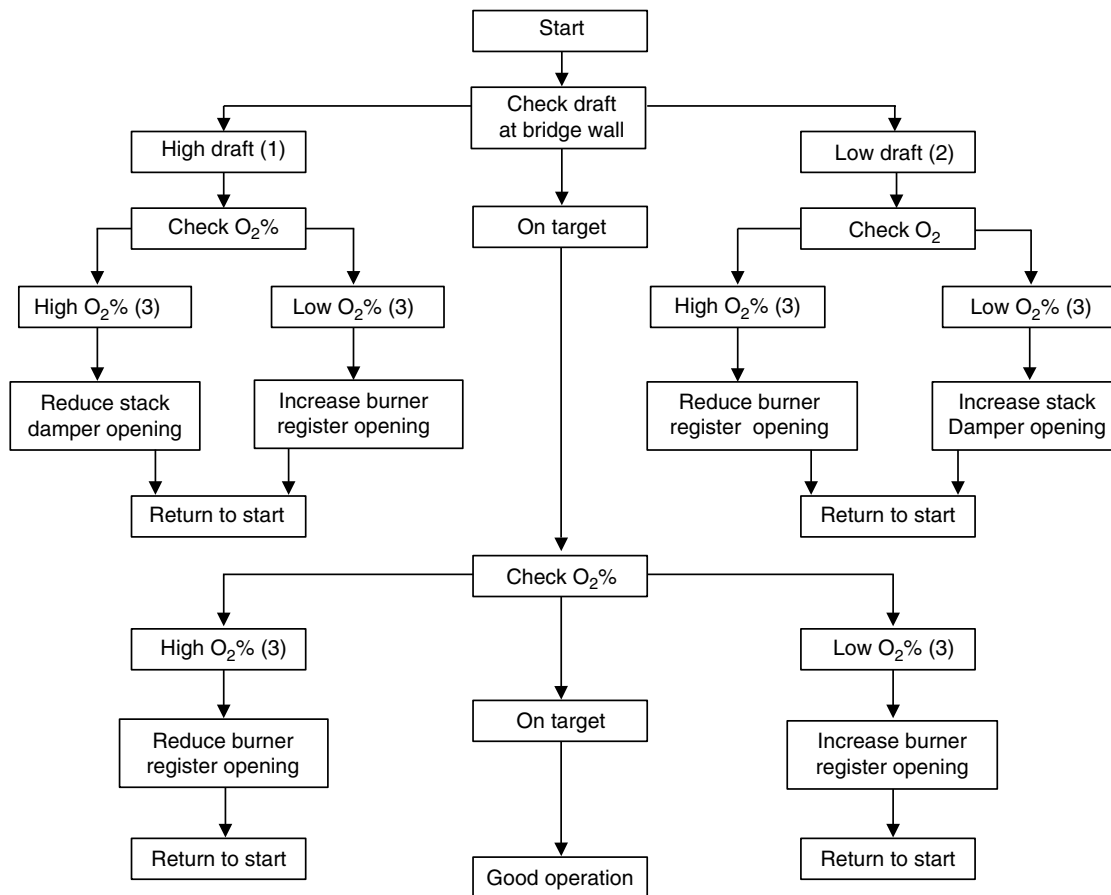 Start
Check draft
at bridge wall
High draft (1)
Low draft (2)
Check O₂%
On target
Check O₂
High O₂% (3)
Low O₂% (3)
High O₂% (3)
Low O₂% (3)
Reduce stack
damper opening
Increase burner
register opening
Reduce burner
register opening
Increase stack
Damper opening
Return to start
Return to start
Check O₂%
High O₂% (3)
Low O₂% (3)
On target
Reduce burner
register opening
Increase burner
register opening
Return to start
Return to start
Good operation